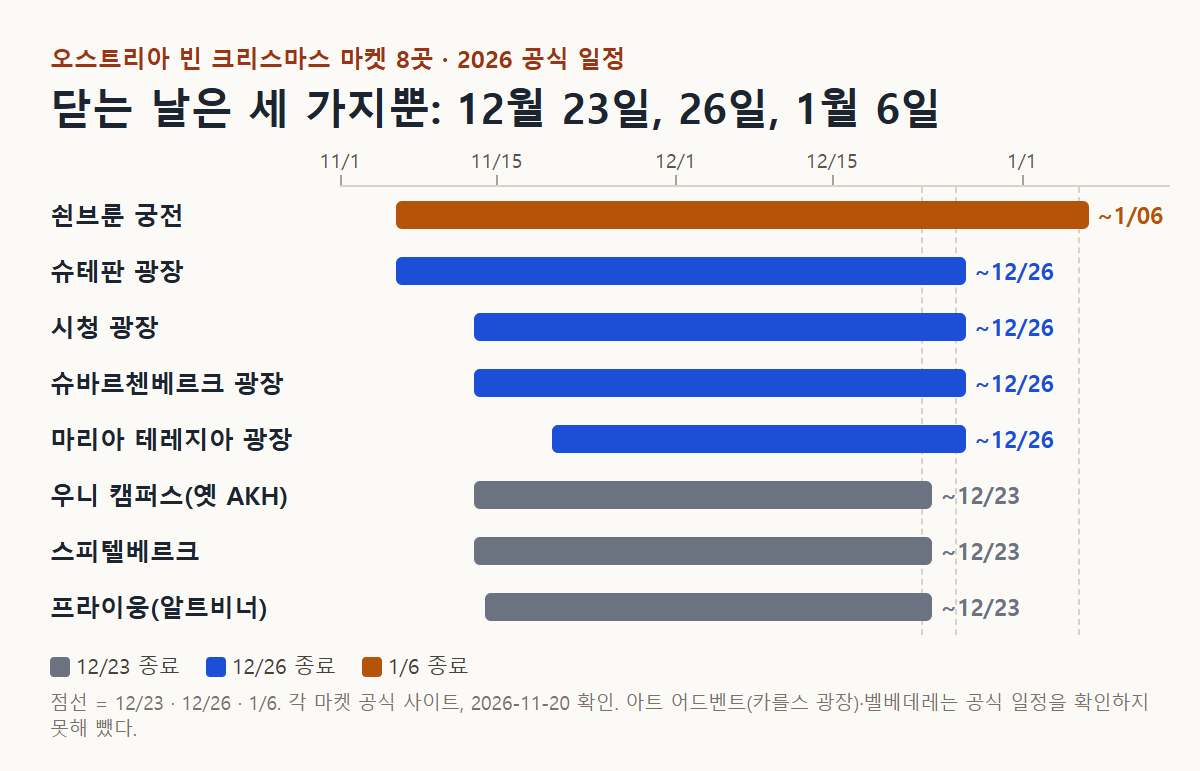 오스트리아 빈 크리스마스 마켓 8곳 · 2026 공식 일정
닫는 날은 세 가지뿐: 12월 23일, 26일, 1월 6일
11/1 11/15 12/1 12/15 1/1
쇤브룬 궁전 ~1/06
슈테판 광장 ~12/26
시청 광장 ~12/26
슈바르첸베르크 광장 ~12/26
마리아 테레지아 광장 ~12/26
우니 캠퍼스(옛 AKH) ~12/23
스피텔베르크 ~12/23
프라이웅(알트비너) ~12/23
12/23 종료 12/26 종료 1/6 종료
점선 = 12/23 · 12/26 · 1/6. 각 마켓 공식 사이트, 2026-11-20 확인. 아트 어드벤트(카를스 광장)·벨베데레는 공식 일정을 확인하지
못해 뺐다.